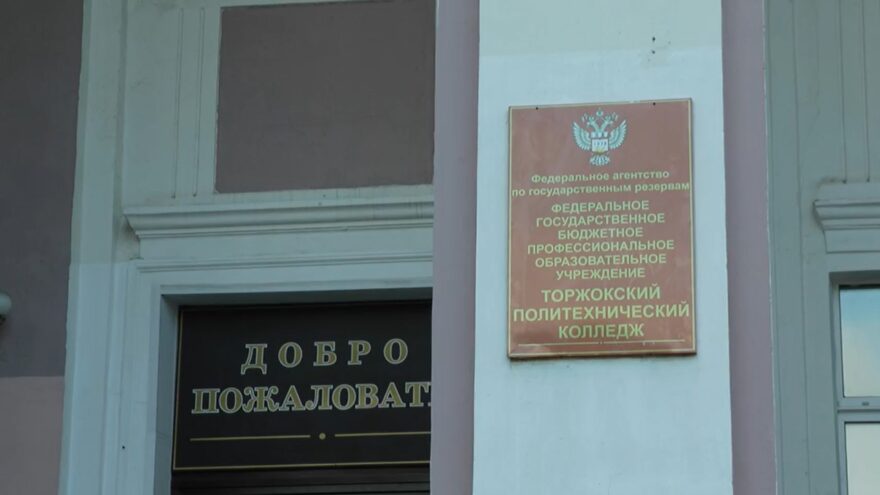 Федеральное агентство
по государственным резервам
ФЕДЕРАЛЬНОЕ
ГОСУДАРСТВЕННОЕ
БЮДЖЕТНОЕ
ПРОФЕССИОНАЛЬНОЕ
ОБРАЗОВАТЕЛЬНОЕ
УЧРЕЖДЕНИЕ
ТОРЖОКСКИЙ
ПОЛИТЕХНИЧЕСКИЙ
КОЛЛЕДЖ
ДОБРО
ПОЖАЛОВАТ